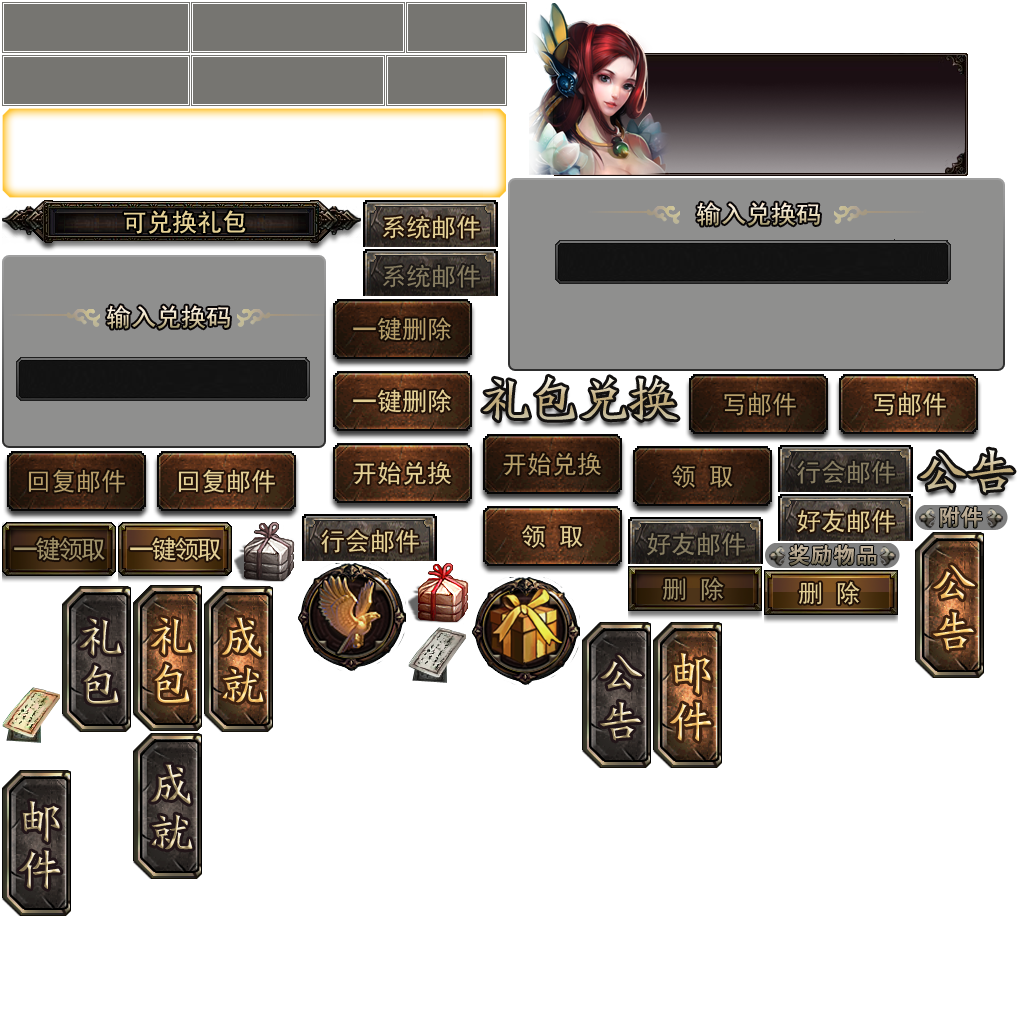 可兑换礼包
系统邮件
系统邮件
输入兑换码
输入兑换码
一键删除
一键删除
礼包兑换
写邮件
写邮件
回复邮件
回复邮件
开始兑换
开始兑换
领取
行会邮件
公告
好友邮件
附件
一键领取
一键领取
行会邮件
领取
好友邮件
奖励物品
删除
删除
公告
礼包
礼包
成就
公告
邮件
成就
邮件